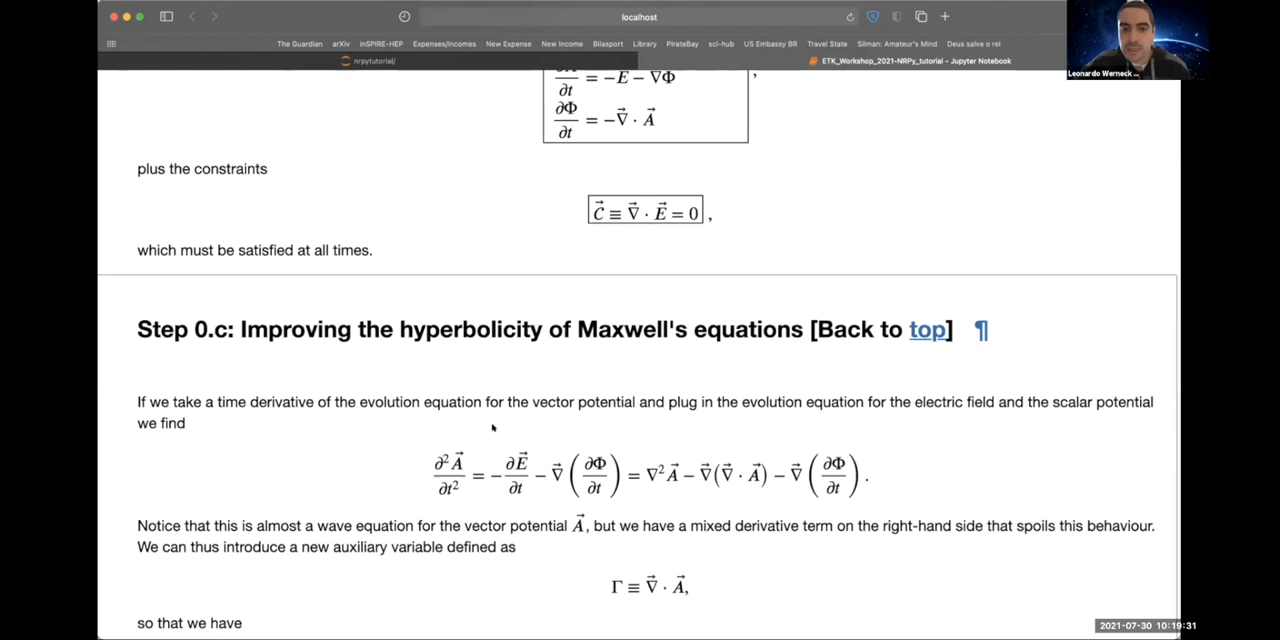 localhost
The Guardian arXiv inSPIRE-HEP Expenses/Incomes New Expense New Income Bilasport Library PirateBay sci-hub US Embassy BR Travel State Silman: Amateur's Mind Deus salve o rei
nrpytutorial/ ETK_Workshop_2021-NRPy_tutorial – Jupyter Notebook
Leonardo Werneck ...
∂t = −E⃗ − ∇⃗Φ ,
∂Φ/∂t = −∇⃗ · A⃗
plus the constraints
C⃗ ≡ ∇⃗ · E⃗ = 0 ,
which must be satisfied at all times.
Step 0.c: Improving the hyperbolicity of Maxwell's equations [Back to top] ¶
If we take a time derivative of the evolution equation for the vector potential and plug in the evolution equation for the electric field and the scalar potential
we find
∂²A⃗/∂t² = −∂E⃗/∂t − ∇⃗(∂Φ/∂t) = ∇²A⃗ − ∇⃗(∇⃗ · A⃗) − ∇⃗(∂Φ/∂t) .
Notice that this is almost a wave equation for the vector potential A⃗, but we have a mixed derivative term on the right-hand side that spoils this behaviour.
We can thus introduce a new auxiliary variable defined as
Γ ≡ ∇⃗ · A⃗,
so that we have
2021-07-30 10:19:31